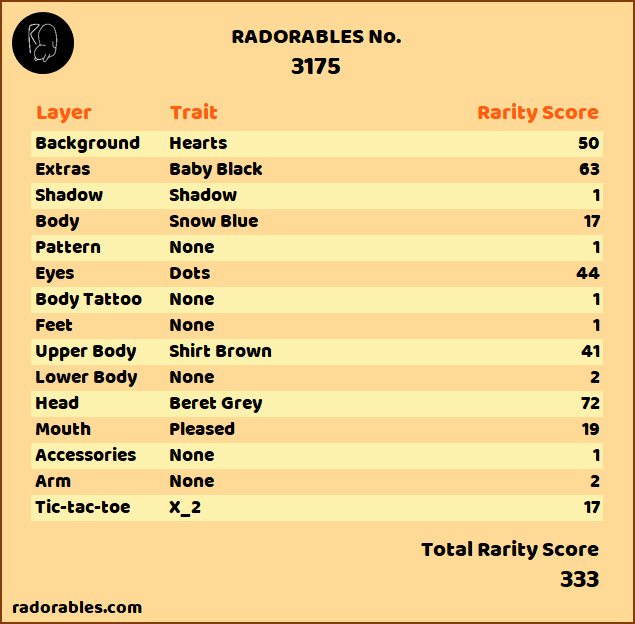 RADORABLES No.
3175
Layer Trait Rarity Score
Background Hearts 50
Extras Baby Black 63
Shadow Shadow 1
Body Snow Blue 17
Pattern None 1
Eyes Dots 44
Body Tattoo None 1
Feet None 1
Upper Body Shirt Brown 41
Lower Body None 2
Head Beret Grey 72
Mouth Pleased 19
Accessories None 1
Arm None 2
Tic-tac-toe X_2 17
Total Rarity Score
333
radorables.com